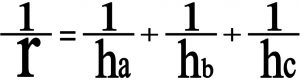 1/r = 1/ha + 1/hb + 1/hc